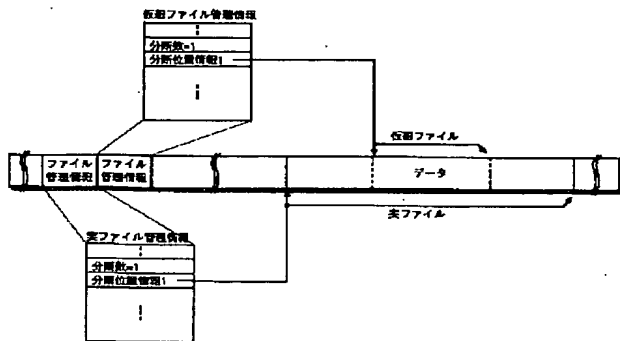 仮想ファイル管理情報
分断数=1
分断位置情報1
仮想ファイル
ファイル
管理情報
ファイル
管理情報
データ
実ファイル
実ファイル管理情報
分断数=1
分断位置情報1